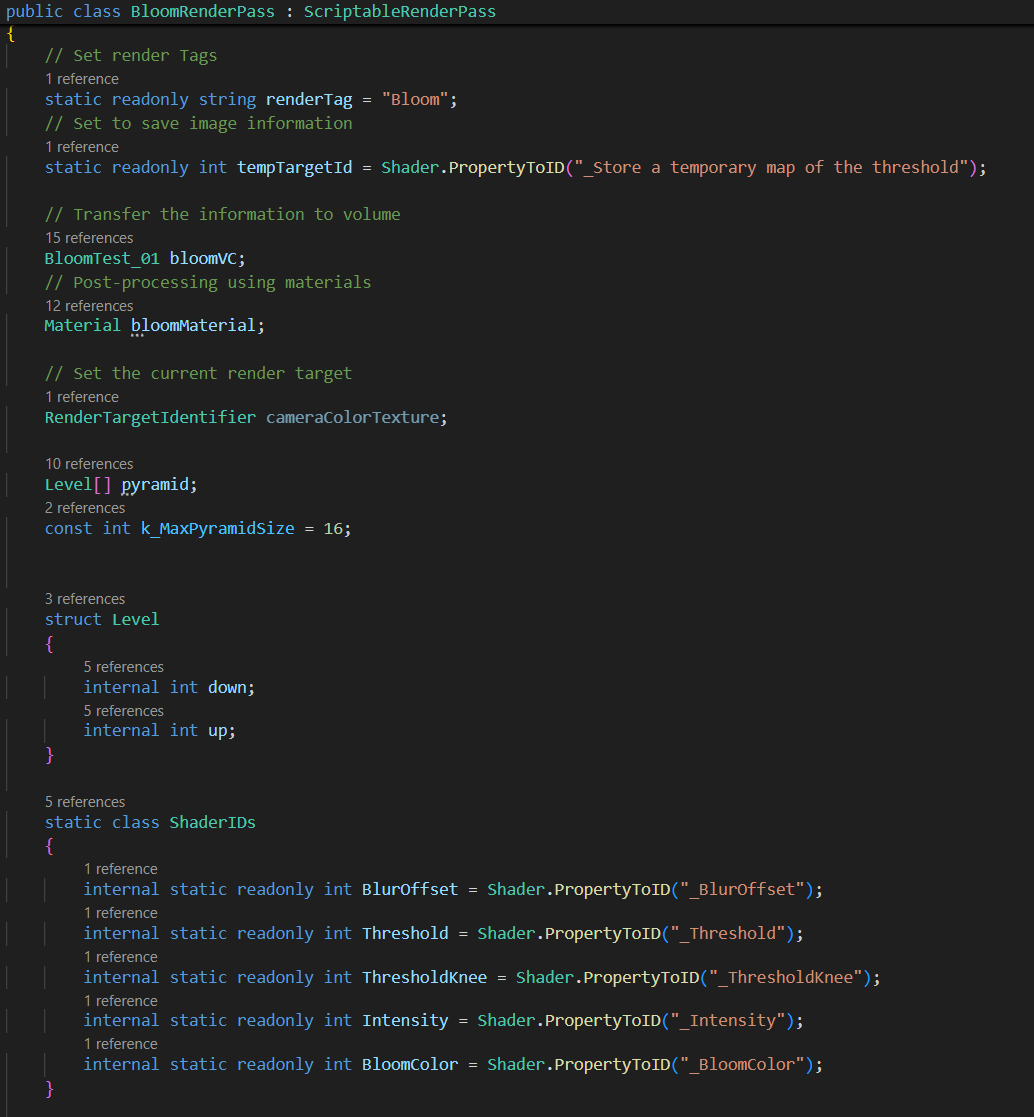 public class BloomRenderPass : ScriptableRenderPass
{
// Set render Tags
1 reference
static readonly string renderTag = "Bloom";
// Set to save image information
1 reference
static readonly int tempTargetId = Shader.PropertyToID("_Store a temporary map of the threshold");
// Transfer the information to volume
15 references
BloomTest_01 bloomVC;
// Post-processing using materials
12 references
Material bloomMaterial;
// Set the current render target
1 reference
RenderTargetIdentifier cameraColorTexture;
10 references
Level[] pyramid;
2 references
const int k_MaxPyramidSize = 16;
3 references
struct Level
{
5 references
internal int down;
5 references
internal int up;
}
5 references
static class ShaderIDs
{
1 reference
internal static readonly int BlurOffset = Shader.PropertyToID("_BlurOffset");
1 reference
internal static readonly int Threshold = Shader.PropertyToID("_Threshold");
1 reference
internal static readonly int ThresholdKnee = Shader.PropertyToID("_ThresholdKnee");
1 reference
internal static readonly int Intensity = Shader.PropertyToID("_Intensity");
1 reference
internal static readonly int BloomColor = Shader.PropertyToID("_BloomColor");
}